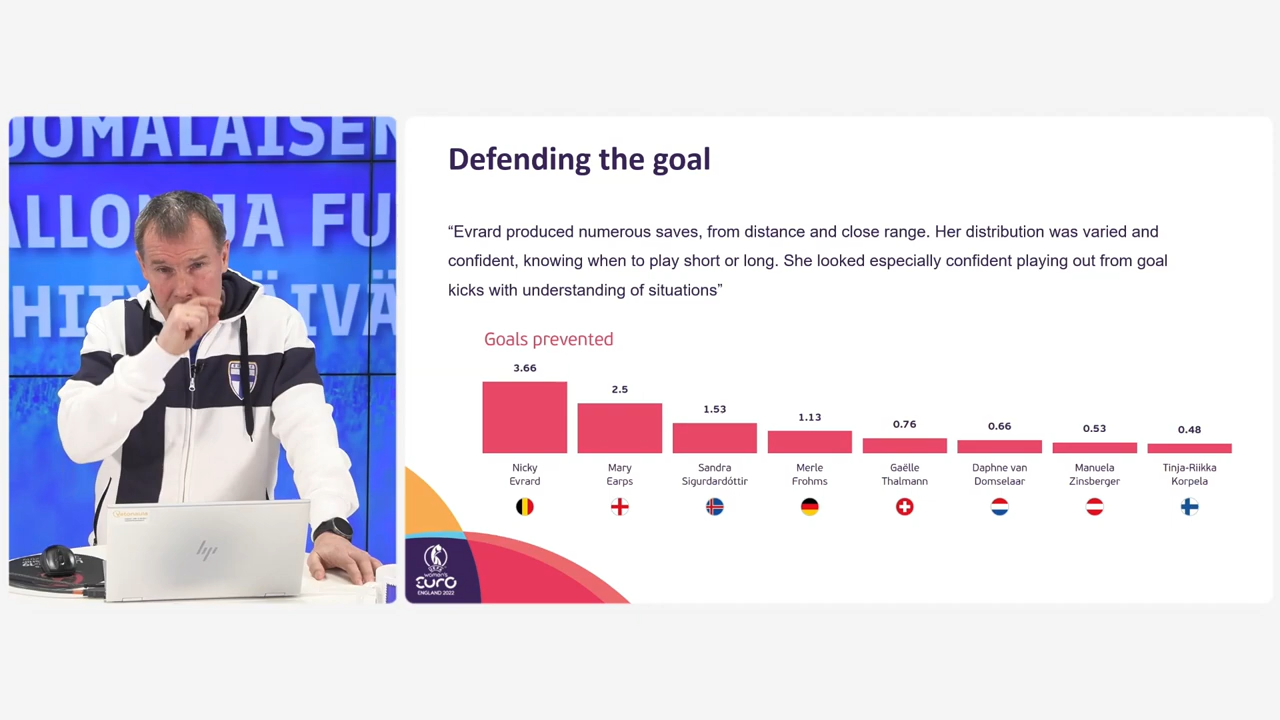 UOMALAISEN
ALLON JA FU
HIT
ÄIVÄ
hp
Defending the goal
“Evrard produced numerous saves, from distance and close range. Her distribution was varied and
confident, knowing when to play short or long. She looked especially confident playing out from goal
kicks with understanding of situations”
Goals prevented
3.66
2.5
1.53
1.13
0.76
0.66
0.53
0.48
Nicky
Evrard
Mary
Earps
Sandra
Sigurdardóttir
Merle
Frohms
Gaëlle
Thalmann
Daphne van
Domselaar
Manuela
Zinsberger
Tinja-Riikka
Korpela
women's
EURO
ENGLAND 2022